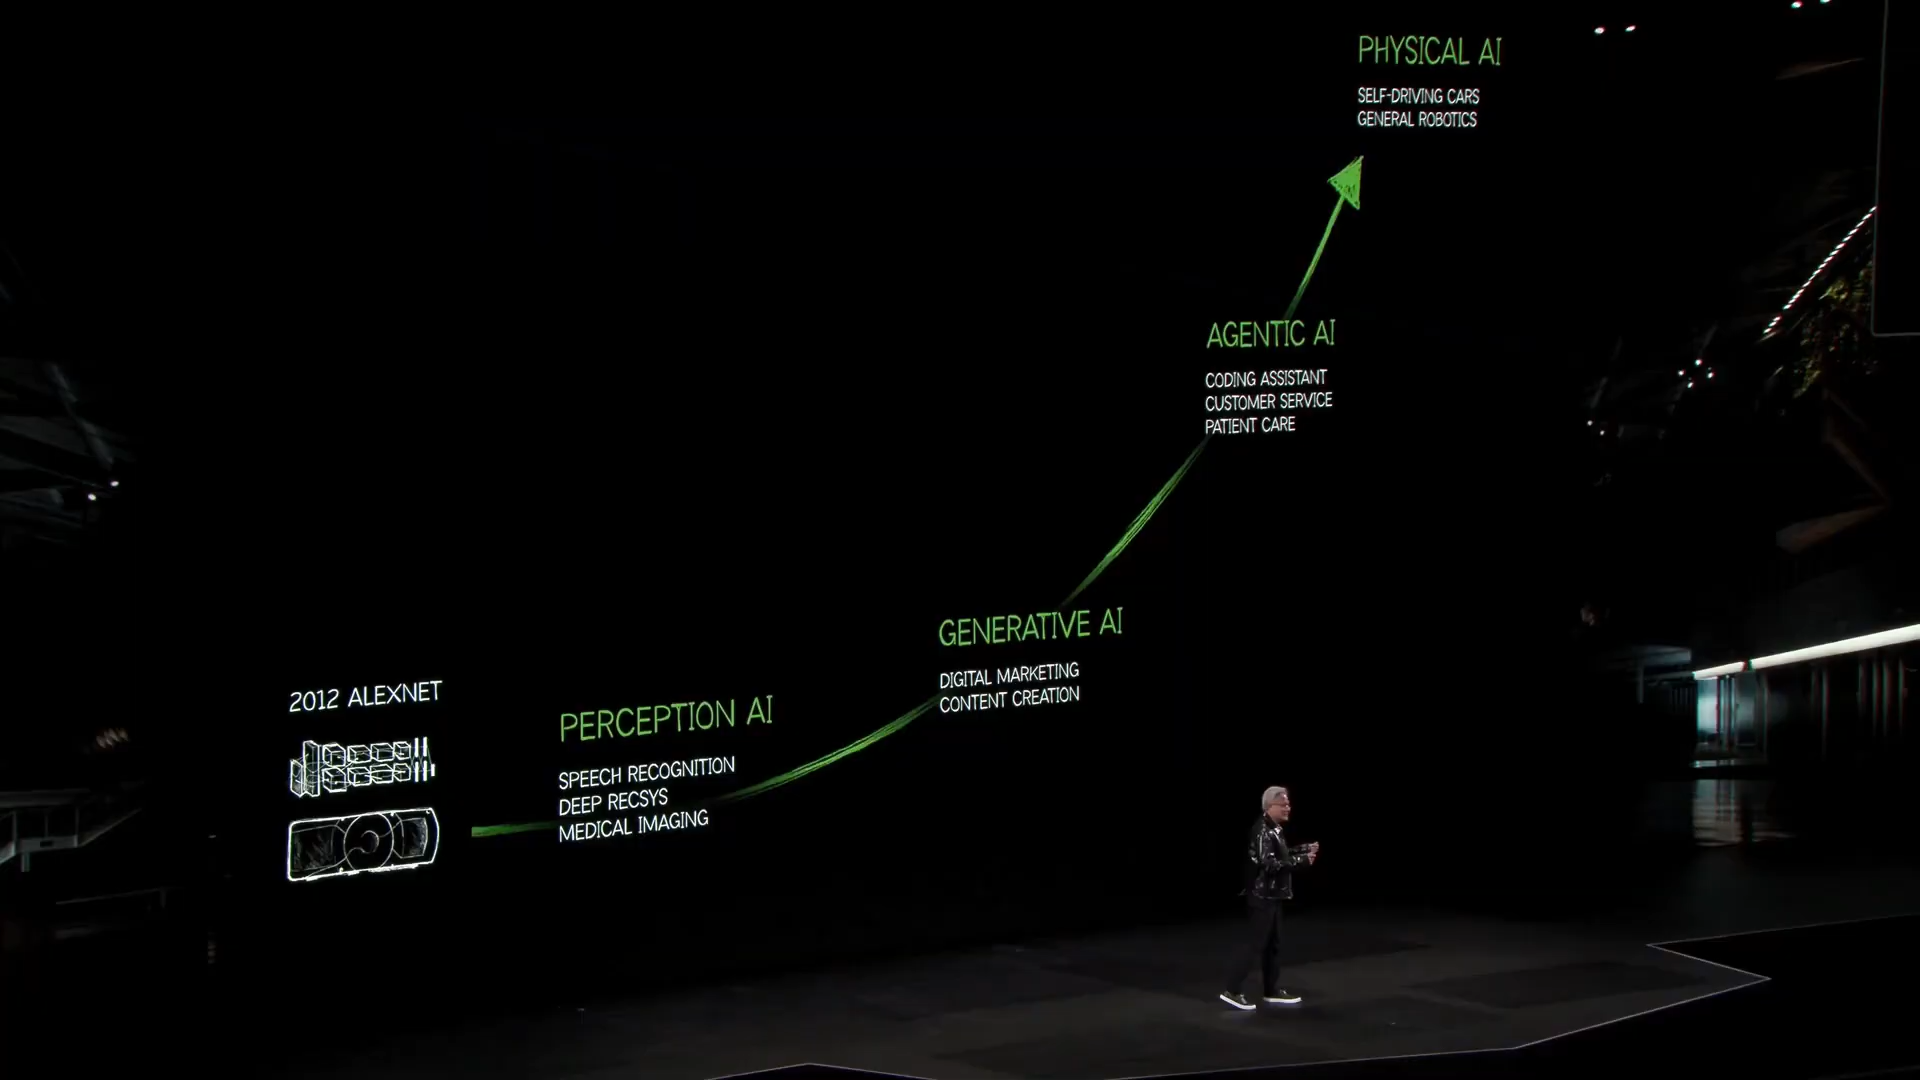 2012 ALEXNET
PERCEPTION AI
SPEECH RECOGNITION
DEEP RECSYS
MEDICAL IMAGING
GENERATIVE AI
DIGITAL MARKETING
CONTENT CREATION
AGENTIC AI
CODING ASSISTANT
CUSTOMER SERVICE
PATIENT CARE
PHYSICAL AI
SELF-DRIVING CARS
GENERAL ROBOTICS